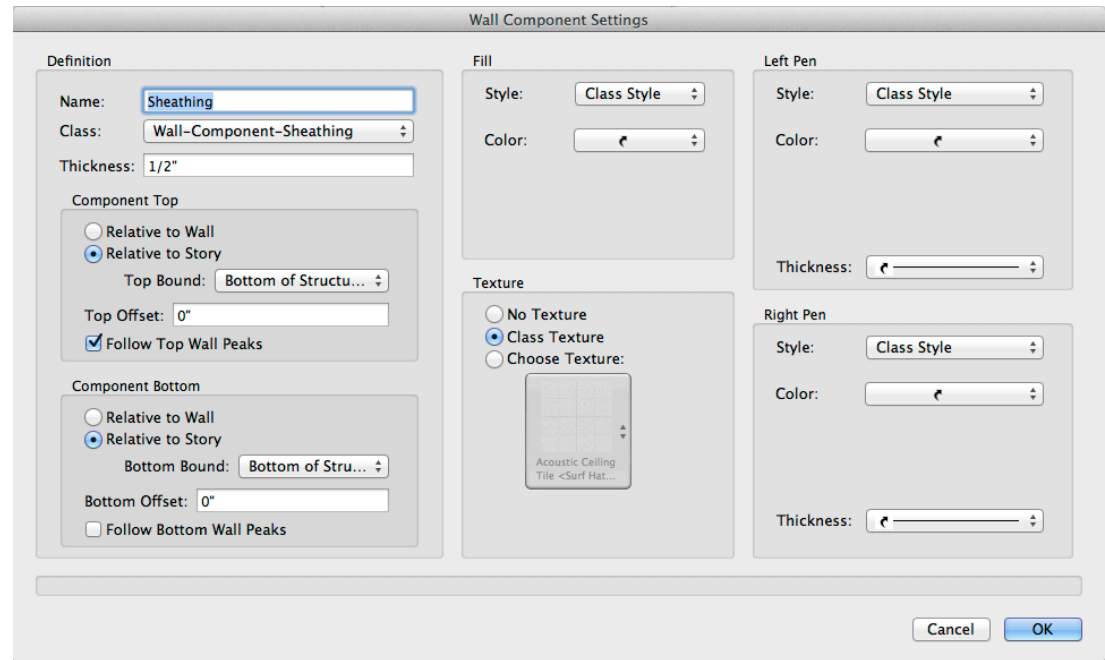 Wall Component Settings
Definition
Name: Sheathing
Class: Wall-Component-Sheathing
Thickness: 1/2"
Component Top
Relative to Wall
Relative to Story
Top Bound: Bottom of Structu...
Top Offset: 0"
Follow Top Wall Peaks
Component Bottom
Relative to Wall
Relative to Story
Bottom Bound: Bottom of Stru...
Bottom Offset: 0"
Follow Bottom Wall Peaks
Fill
Style: Class Style
Color:
Texture
No Texture
Class Texture
Choose Texture:
Acoustic Ceiling
Tile <Surf Hat...
Left Pen
Style: Class Style
Color:
Thickness:
Right Pen
Style: Class Style
Color:
Thickness:
Cancel OK